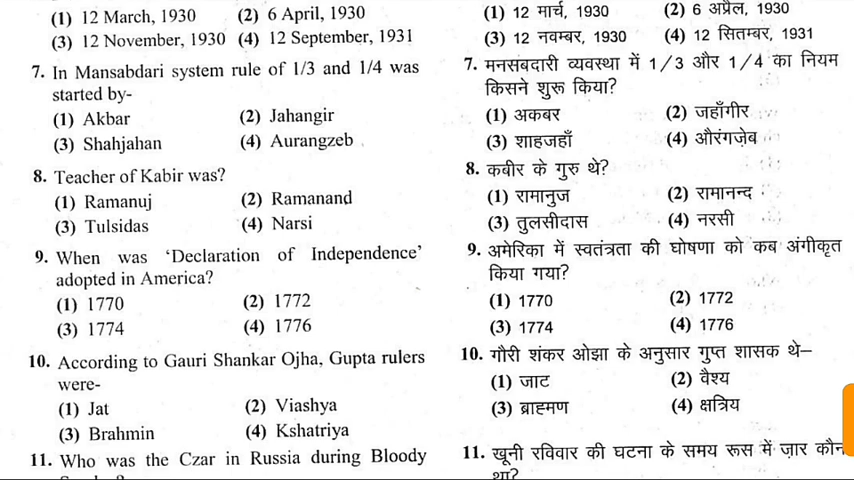 (1) 12 March, 1930 (2) 6 April, 1930
(3) 12 November, 1930 (4) 12 September, 1931
7. In Mansabdari system rule of 1/3 and 1/4 was
started by-
(1) Akbar (2) Jahangir
(3) Shahjahan (4) Aurangzeb
8. Teacher of Kabir was?
(1) Ramanuj (2) Ramanand
(3) Tulsidas (4) Narsi
9. When was ‘Declaration of Independence’
adopted in America?
(1) 1770 (2) 1772
(3) 1774 (4) 1776
10. According to Gauri Shankar Ojha, Gupta rulers
were-
(1) Jat (2) Viashya
(3) Brahmin (4) Kshatriya
11. Who was the Czar in Russia during Bloody
(1) 12 मार्च, 1930 (2) 6 अप्रैल, 1930
(3) 12 नवम्बर, 1930 (4) 12 सितम्बर, 1931
7. मनसंबदारी व्यवस्था में 1/3 और 1/4 का नियम
किसने शुरू किया?
(1) अकबर (2) जहाँगीर
(3) शाहजहाँ (4) औरंगज़ेब
8. कबीर के गुरु थे?
(1) रामानुज (2) रामानन्द
(3) तुलसीदास (4) नरसी
9. अमेरिका में स्वतंत्रता की घोषणा को कब अंगीकृत
किया गया?
(1) 1770 (2) 1772
(3) 1774 (4) 1776
10. गौरी शंकर ओझा के अनुसार गुप्त शासक थे–
(1) जाट (2) वैश्य
(3) ब्राह्मण (4) क्षत्रिय
11. खूनी रविवार की घटना के समय रूस में ज़ार कौन
था?